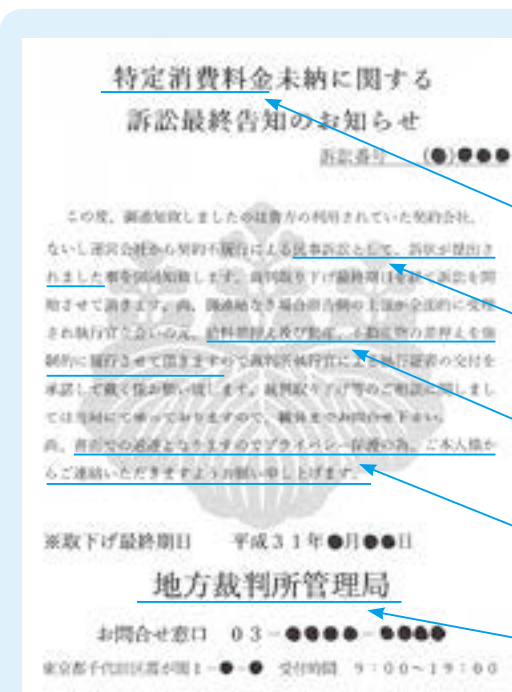 特定消費料金未納に関する
訴訟最終告知のお知らせ
訴訟番号 (●)●●●
この度、御通知致しましたのは貴方の利用されていた契約会社、
ないし運営会社から契約不履行による民事訴訟として、訴状が提出さ
れました事を御通知致します。裁判取り下げ最終期日を経て訴訟を開
始させて頂きます。尚、御連絡なき場合原告側の主張が全面的に受理
され執行官立会いの元、給料差押え及び動産、不動産物の差押えを強
制的に履行させて頂きますので裁判所執行官による執行証書の交付を
承諾して戴く様お願い致します。裁判取り下げ等のご相談に関しまし
ては当局にて承っておりますので、職員までお問合せ下さい。
尚、書面での通達となりますのでプライバシー保護の為、ご本人様か
らご連絡いただきますようお願い申し上げます。
※取下げ最終期日 平成31年●月●●日
地方裁判所管理局
お問合せ窓口 03-●●●●-●●●●
東京都千代田区霞が関1-●-● 受付時間 9:00~19:00